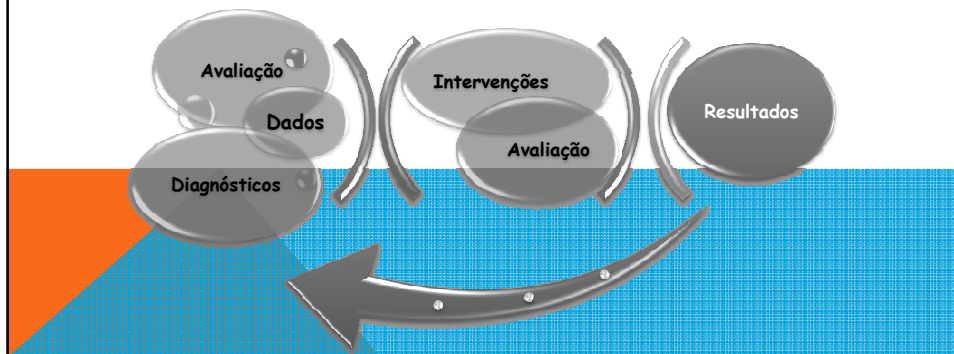 Avaliação
Dados
Diagnósticos
Intervenções
Avaliação
Resultados